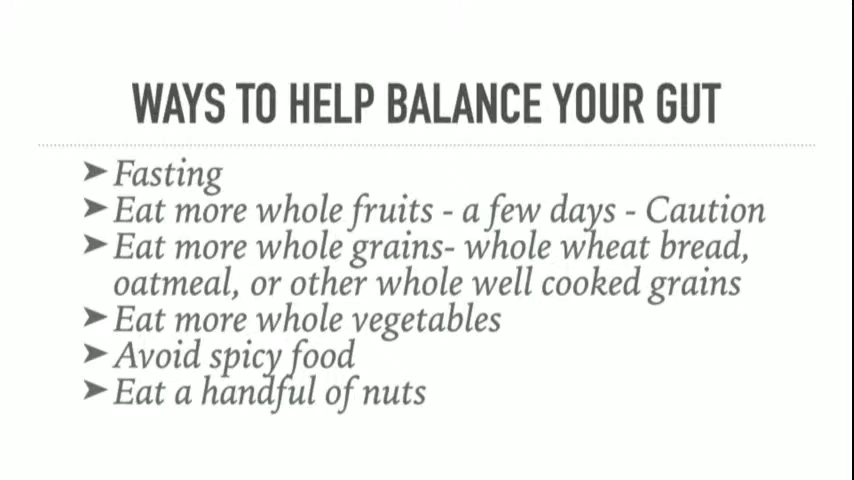 WAYS TO HELP BALANCE YOUR GUT
➤ Fasting
➤ Eat more whole fruits - a few days - Caution
➤ Eat more whole grains- whole wheat bread,
oatmeal, or other whole well cooked grains
➤ Eat more whole vegetables
➤ Avoid spicy food
➤ Eat a handful of nuts